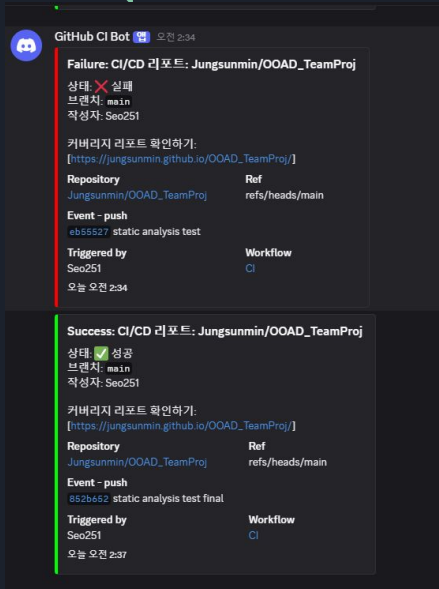 GitHub CI Bot 앱 오전 2:34
Failure: CI/CD 리포트: Jungsunmin/OOAD_TeamProj
상태: ❌ 실패
브랜치: main
작성자: Seo251
커버리지 리포트 확인하기:
[https://jungsunmin.github.io/OOAD_TeamProj/]
Repository Ref
Jungsunmin/OOAD_TeamProj refs/heads/main
Event - push
eb55527 static analysis test
Triggered by Workflow
Seo251 CI
오늘 오전 2:34
Success: CI/CD 리포트: Jungsunmin/OOAD_TeamProj
상태: ✅ 성공
브랜치: main
작성자: Seo251
커버리지 리포트 확인하기:
[https://jungsunmin.github.io/OOAD_TeamProj/]
Repository Ref
Jungsunmin/OOAD_TeamProj refs/heads/main
Event - push
852b652 static analysis test final
Triggered by Workflow
Seo251 CI
오늘 오전 2:37